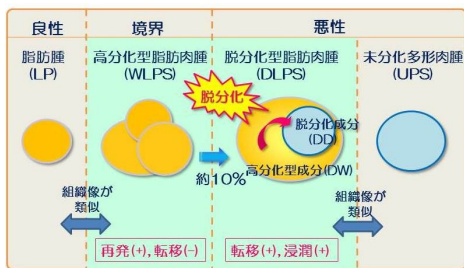 良性
境界
悪性
脂肪腫
(LP)
高分化型脂肪肉腫
(WLPS)
脱分化型脂肪肉腫
(DLPS)
未分化多形肉腫
(UPS)
脱分化
脱分化成分
(DD)
高分化型成分(DW)
約10%
組織像が
類似
組織像が
類似
再発(+), 転移(-)
転移(+), 浸潤(+)